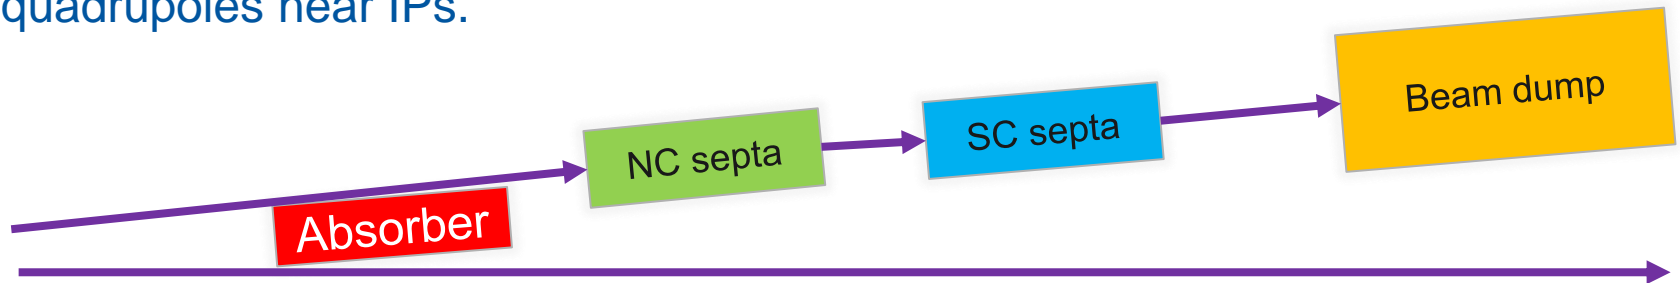 quadrupoles near IPs.
Beam dump
SC septa
NC septa
Absorber